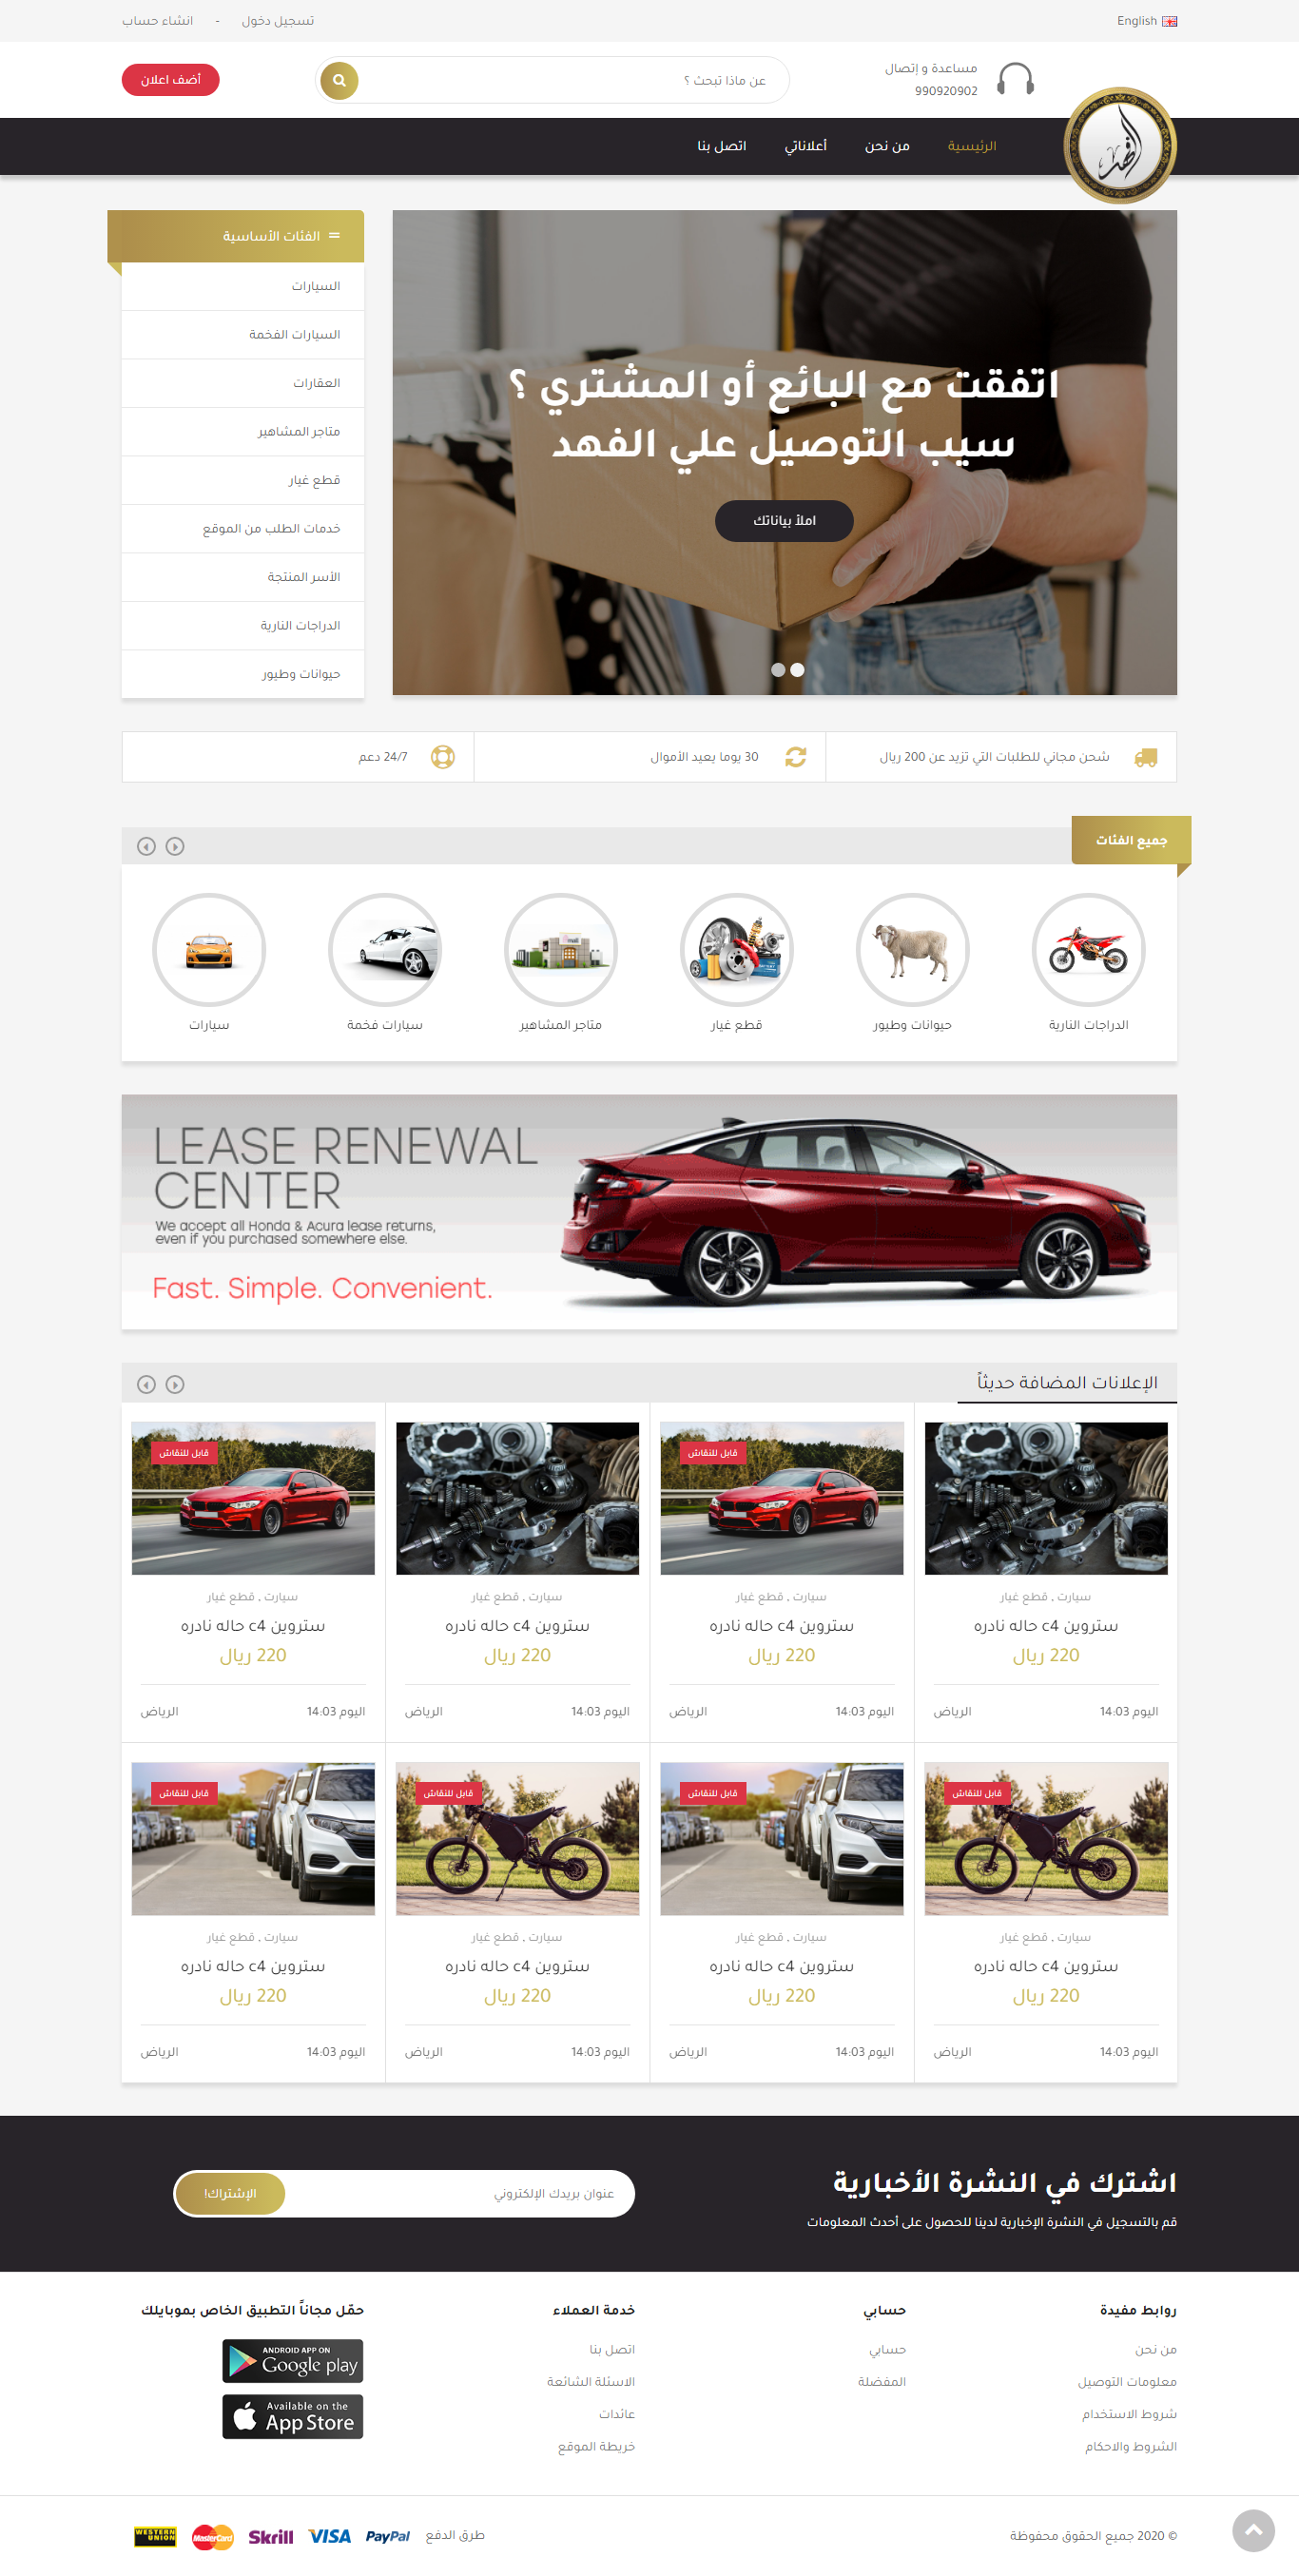 English
تسجيل دخول - انشاء حساب
مساعدة و إتصال
990920902
عن ماذا تبحث ؟
أضف اعلان
الفهد
الرئيسية
من نحن
أعلاناتي
اتصل بنا
اتفقت مع البائع أو المشتري ؟
سيب التوصيل علي الفهد
املأ بياناتك
الفئات الأساسية
السيارات
السيارات الفخمة
العقارات
متاجر المشاهير
قطع غيار
خدمات الطلب من الموقع
الأسر المنتجة
الدراجات النارية
حيوانات وطيور
شحن مجاني للطلبات التي تزيد عن 200 ريال
30 يوما يعيد الأموال
24/7 دعم
جميع الفئات
الدراجات النارية
حيوانات وطيور
قطع غيار
متاجر المشاهير
سيارات فخمة
سيارات
LEASE RENEWAL
CENTER
We accept all Honda & Acura lease returns,
even if you purchased somewhere else.
Fast. Simple. Convenient.
الإعلانات المضافة حديثاً
سيارت , قطع غيار
ستروين c4 حاله نادره
220 ريال
اليوم 14:03
الرياض
قابل للنقاش
سيارت , قطع غيار
ستروين c4 حاله نادره
220 ريال
اليوم 14:03
الرياض
سيارت , قطع غيار
ستروين c4 حاله نادره
220 ريال
اليوم 14:03
الرياض
قابل للنقاش
سيارت , قطع غيار
ستروين c4 حاله نادره
220 ريال
اليوم 14:03
الرياض
قابل للنقاش
سيارت , قطع غيار
ستروين c4 حاله نادره
220 ريال
اليوم 14:03
الرياض
قابل للنقاش
سيارت , قطع غيار
ستروين c4 حاله نادره
220 ريال
اليوم 14:03
الرياض
قابل للنقاش
سيارت , قطع غيار
ستروين c4 حاله نادره
220 ريال
اليوم 14:03
الرياض
قابل للنقاش
سيارت , قطع غيار
ستروين c4 حاله نادره
220 ريال
اليوم 14:03
الرياض
اشترك في النشرة الأخبارية
قم بالتسجيل في النشرة الإخبارية لدينا للحصول على أحدث المعلومات
عنوان بريدك الإلكتروني
الإشتراك!
روابط مفيدة
من نحن
معلومات التوصيل
شروط الاستخدام
الشروط والاحكام
حسابي
حسابي
المفضلة
خدمة العملاء
اتصل بنا
الاسئلة الشائعة
عائدات
خريطة الموقع
حمّل مجاناً التطبيق الخاص بموبايلك
ANDROID APP ON
Google play
Available on the
App Store
© 2020 جميع الحقوق محفوظة
طرق الدفع
PayPal
VISA
Skrill
MasterCard
WESTERN
UNION